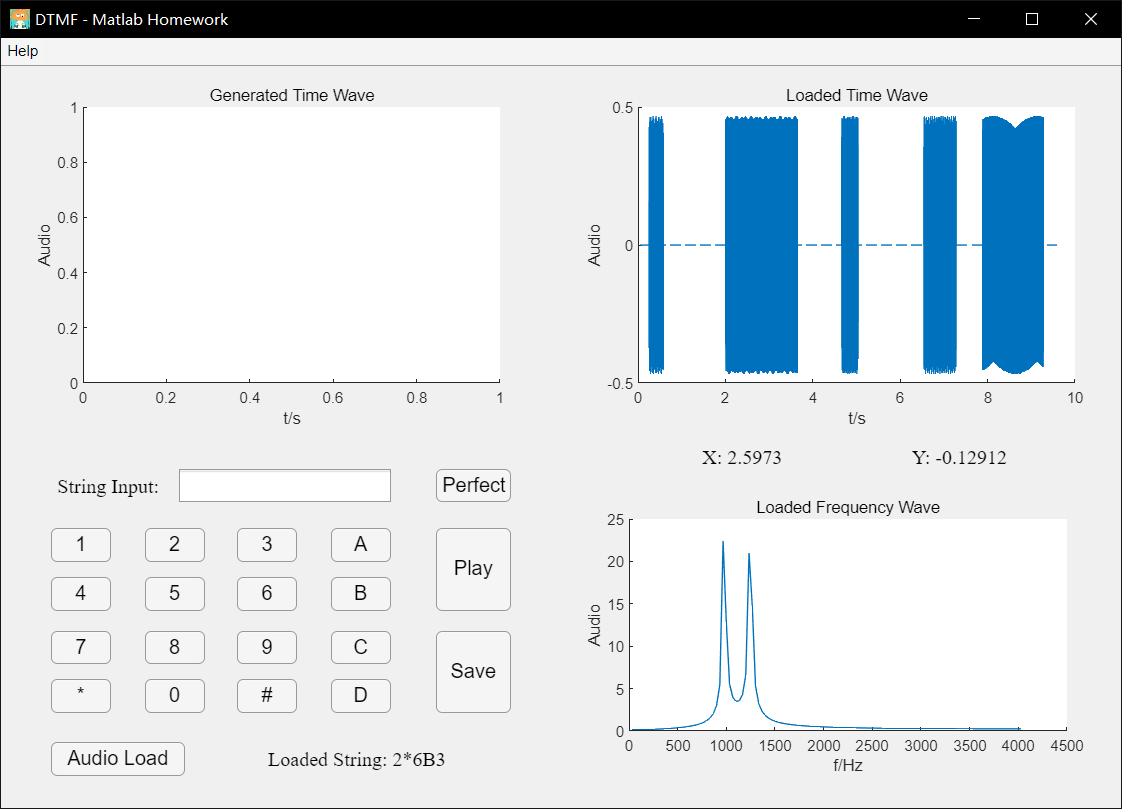 DTMF - Matlab Homework
Help
Generated Time Wave
1
0.8
0.6
0.4
0.2
0
Audio
0 0.2 0.4 0.6 0.8 1
t/s
Loaded Time Wave
0.5
0
-0.5
Audio
0 2 4 6 8 10
t/s
X: 2.5973 Y: -0.12912
String Input: Perfect
1 2 3 A
4 5 6 B
Play
7 8 9 C
* 0 # D
Save
Audio Load Loaded String: 2*6B3
Loaded Frequency Wave
25
20
15
10
5
0
Audio
0 500 1000 1500 2000 2500 3000 3500 4000 4500
f/Hz